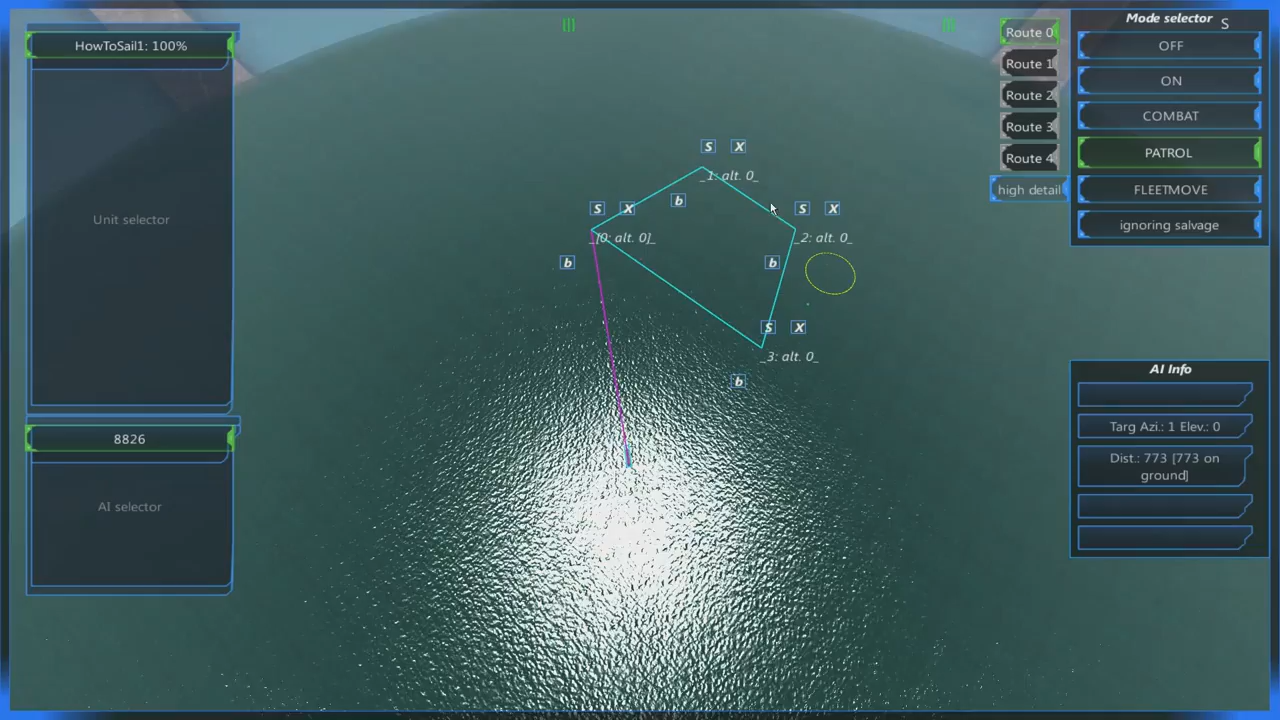 HowToSail1: 100%
Unit selector
8826
AI selector
S X
_1: alt. 0_
b
S X
_[0: alt. 0]_
b
S X
_2: alt. 0_
b
S X
_3: alt. 0_
b
Route 0
Route 1
Route 2
Route 3
Route 4
high detail
Mode selector
S
OFF
ON
COMBAT
PATROL
FLEETMOVE
ignoring salvage
AI Info
Targ Azi.: 1 Elev.: 0
Dist.: 773 [773 on
ground]